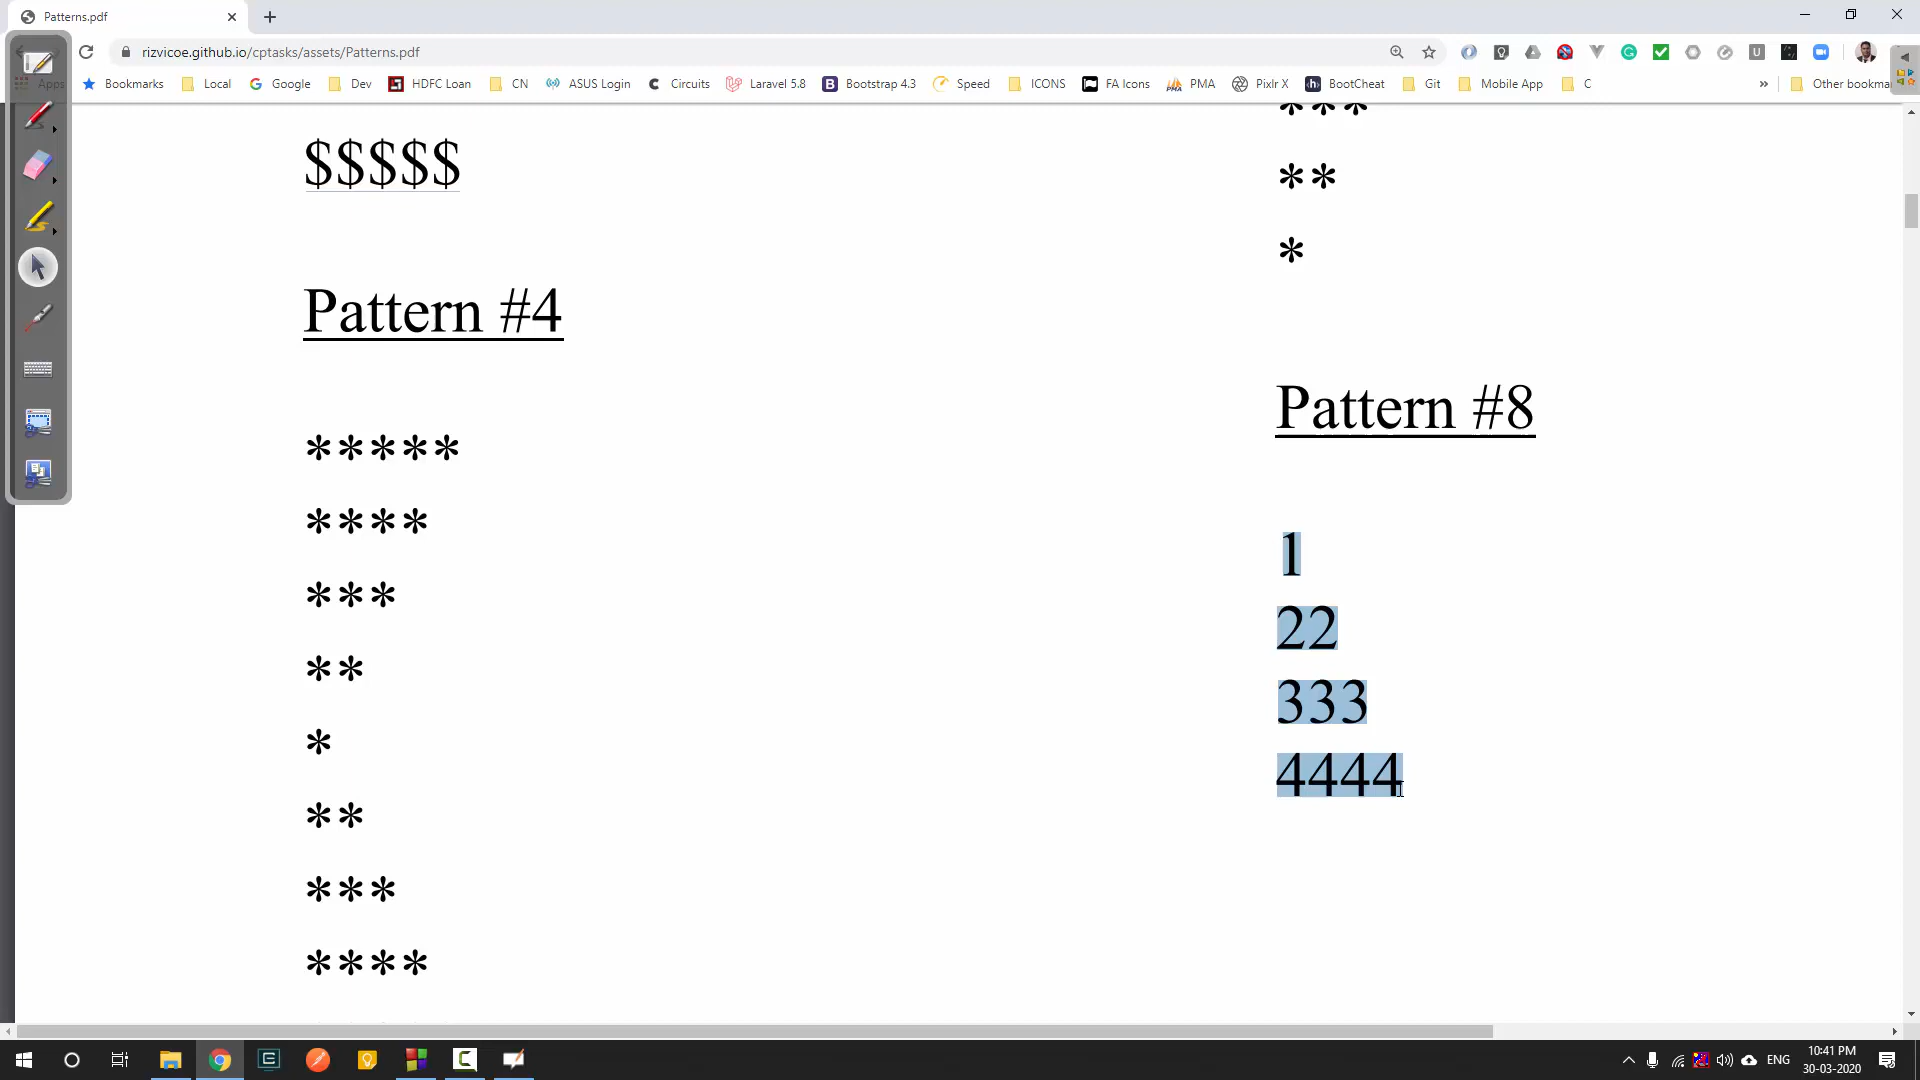 Patterns.pdf
rizvicoe.github.io/cptasks/assets/Patterns.pdf
Apps
Bookmarks
Local
Google
Dev
HDFC Loan
CN
ASUS Login
Circuits
Laravel 5.8
Bootstrap 4.3
Speed
ICONS
FA Icons
PMA
Pixlr X
BootCheat
Git
Mobile App
C
»
Other bookma
$$$$$
Pattern #4
*****
****
***
**
*
**
***
****
***
**
*
Pattern #8
1
22
333
4444
ENG
10:41 PM
30-03-2020